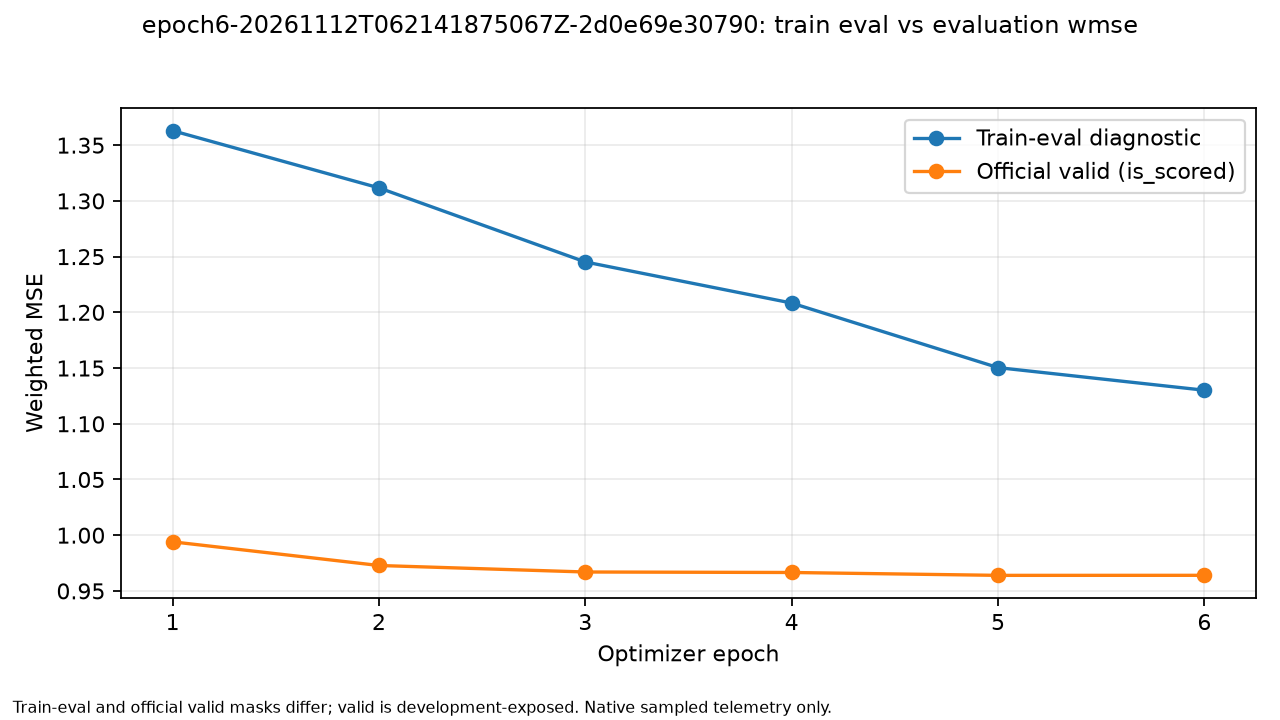 epoch6-20261112T062141875067Z-2d0e69e30790: train eval vs evaluation wmse
Train-eval diagnostic
Official valid (is_scored)
Weighted MSE
1.35
1.30
1.25
1.20
1.15
1.10
1.05
1.00
0.95
1 2 3 4 5 6
Optimizer epoch
Train-eval and official valid masks differ; valid is development-exposed. Native sampled telemetry only.